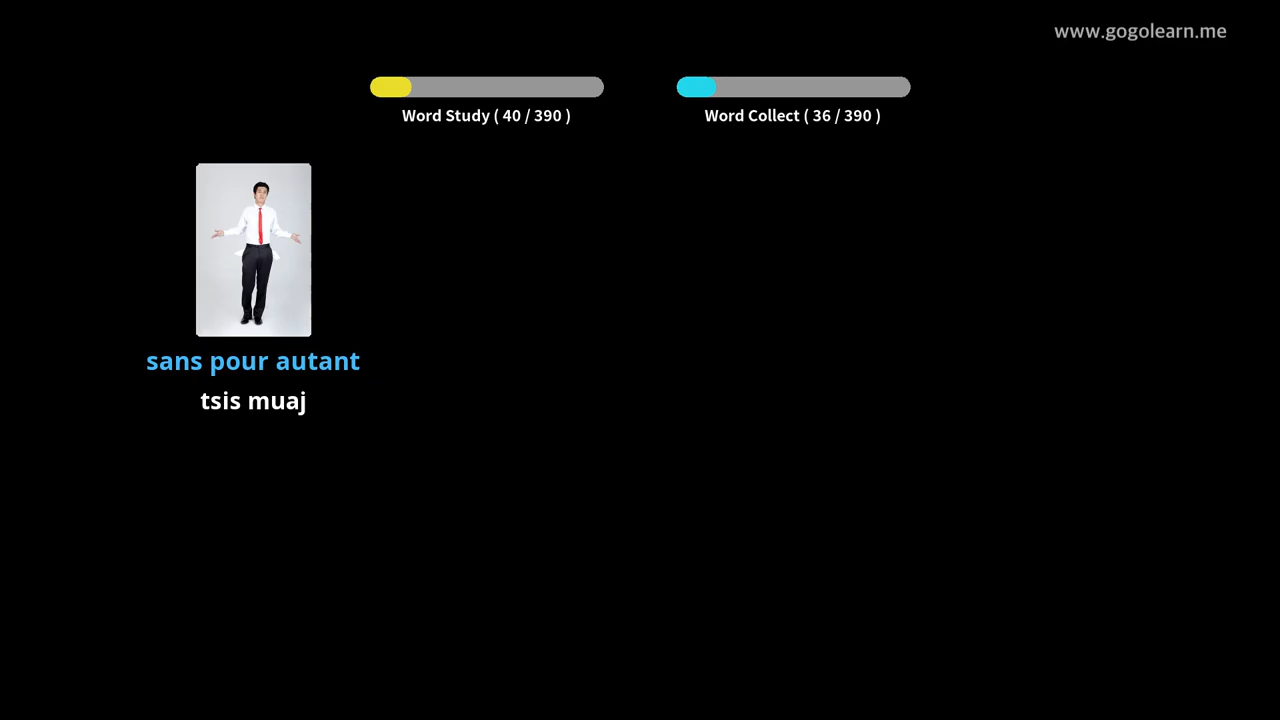 www.gogolearn.me
Word Study ( 40 / 390 )
Word Collect ( 36 / 390 )
sans pour autant
tsis muaj